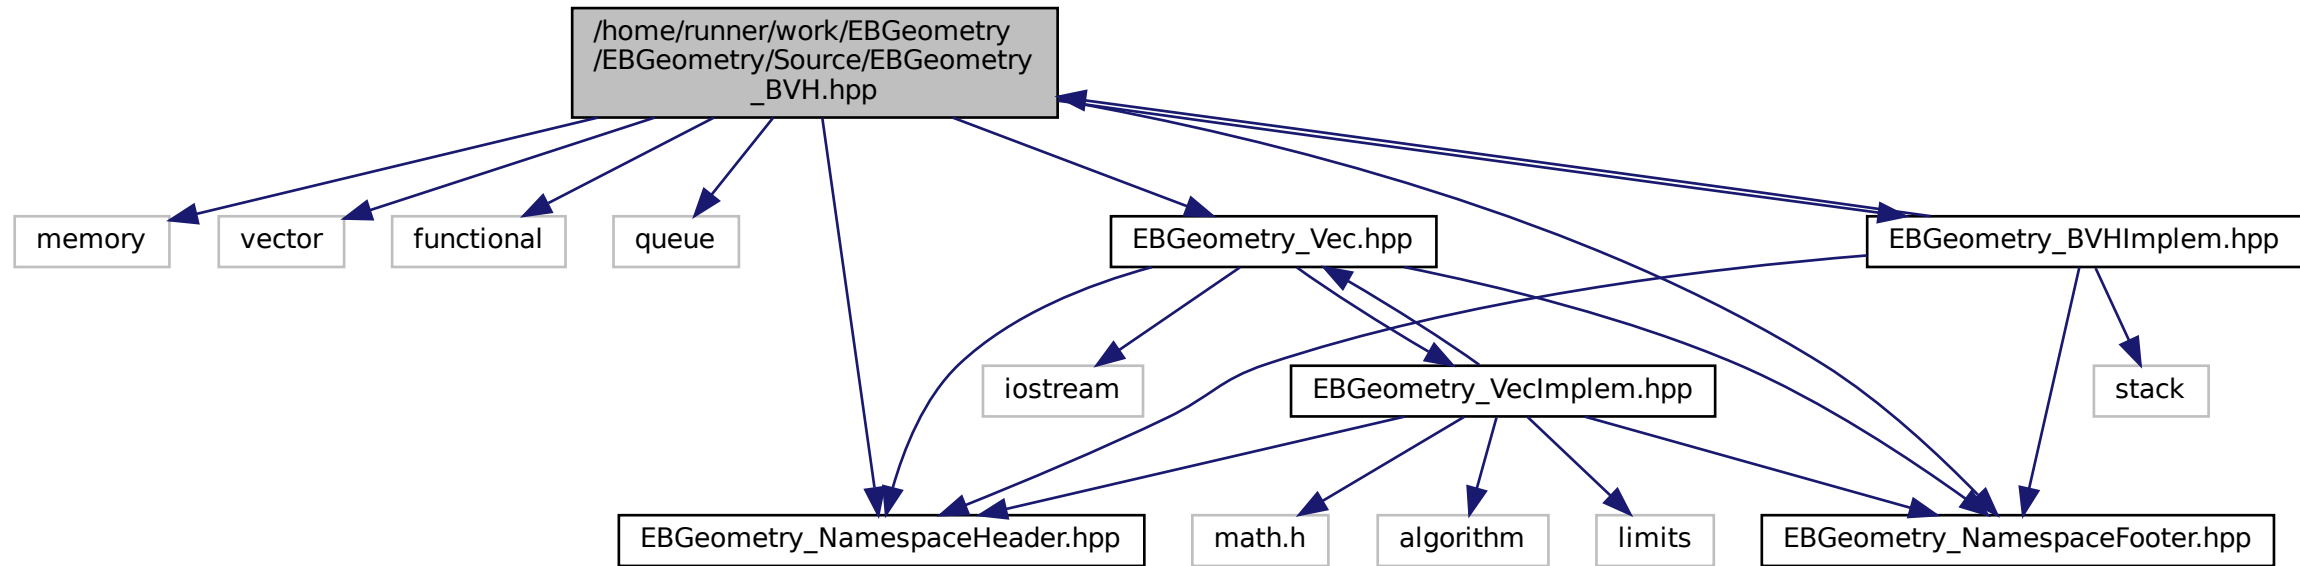 /home/runner/work/EBGeometry
/EBGeometry/Source/EBGeometry
_BVH.hpp
memory
vector
functional
queue
EBGeometry_Vec.hpp
EBGeometry_BVHImplem.hpp
iostream
EBGeometry_VecImplem.hpp
stack
EBGeometry_NamespaceHeader.hpp
math.h
algorithm
limits
EBGeometry_NamespaceFooter.hpp